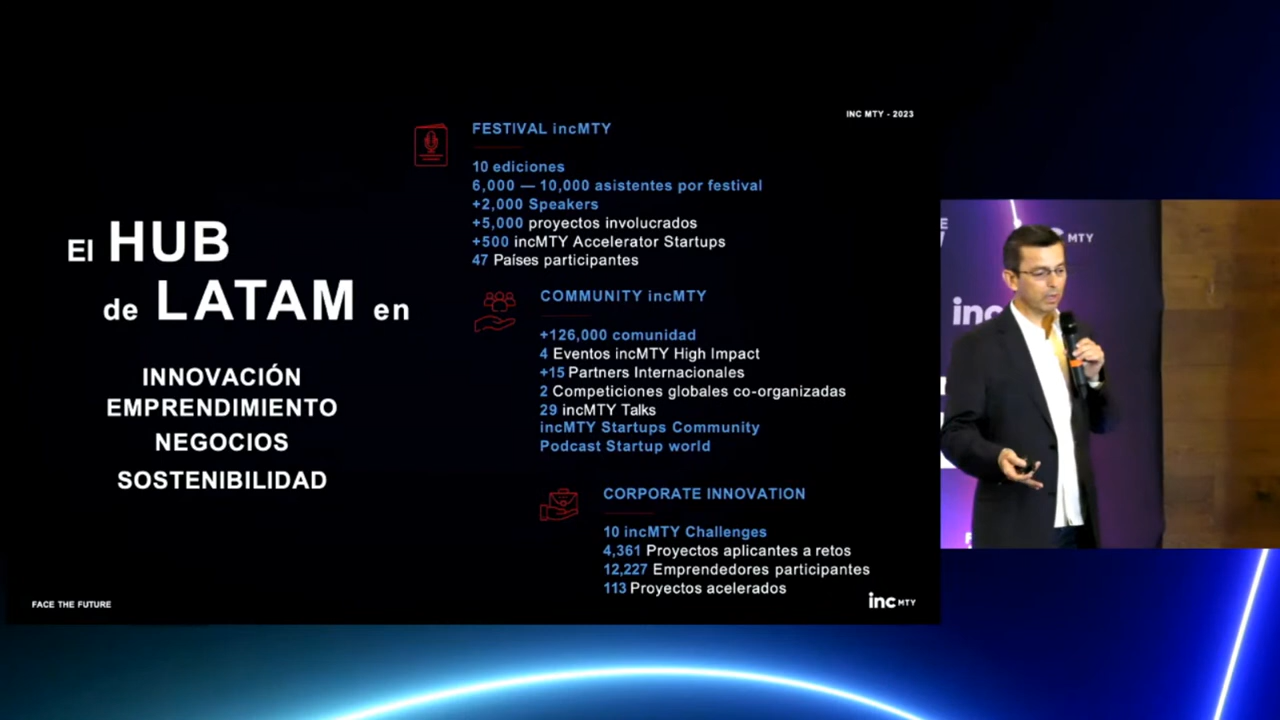 INC MTY - 2023
El HUB
de LATAM en
INNOVACIÓN
EMPRENDIMIENTO
NEGOCIOS
SOSTENIBILIDAD
FESTIVAL incMTY
10 ediciones
6,000 — 10,000 asistentes por festival
+2,000 Speakers
+5,000 proyectos involucrados
+500 incMTY Accelerator Startups
47 Países participantes
COMMUNITY incMTY
+126,000 comunidad
4 Eventos incMTY High Impact
+15 Partners Internacionales
2 Competiciones globales co-organizadas
29 incMTY Talks
incMTY Startups Community
Podcast Startup world
CORPORATE INNOVATION
10 incMTY Challenges
4,361 Proyectos aplicantes a retos
12,227 Emprendedores participantes
113 Proyectos acelerados
FACE THE FUTURE
inc MTY
MTY
inc